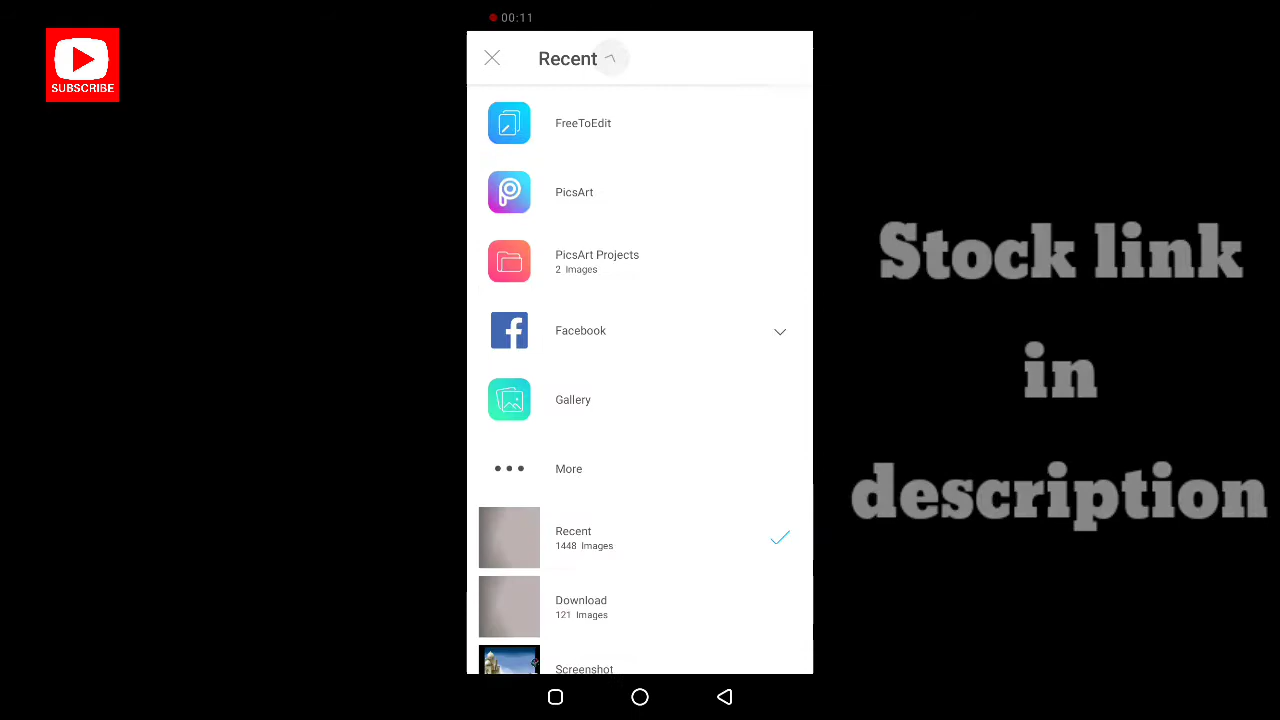 00:11
SUBSCRIBE
Recent
FreeToEdit
PicsArt
PicsArt Projects
2 Images
Facebook
Gallery
More
Recent
1448 Images
Download
121 Images
Screenshot
Stock link
in
description